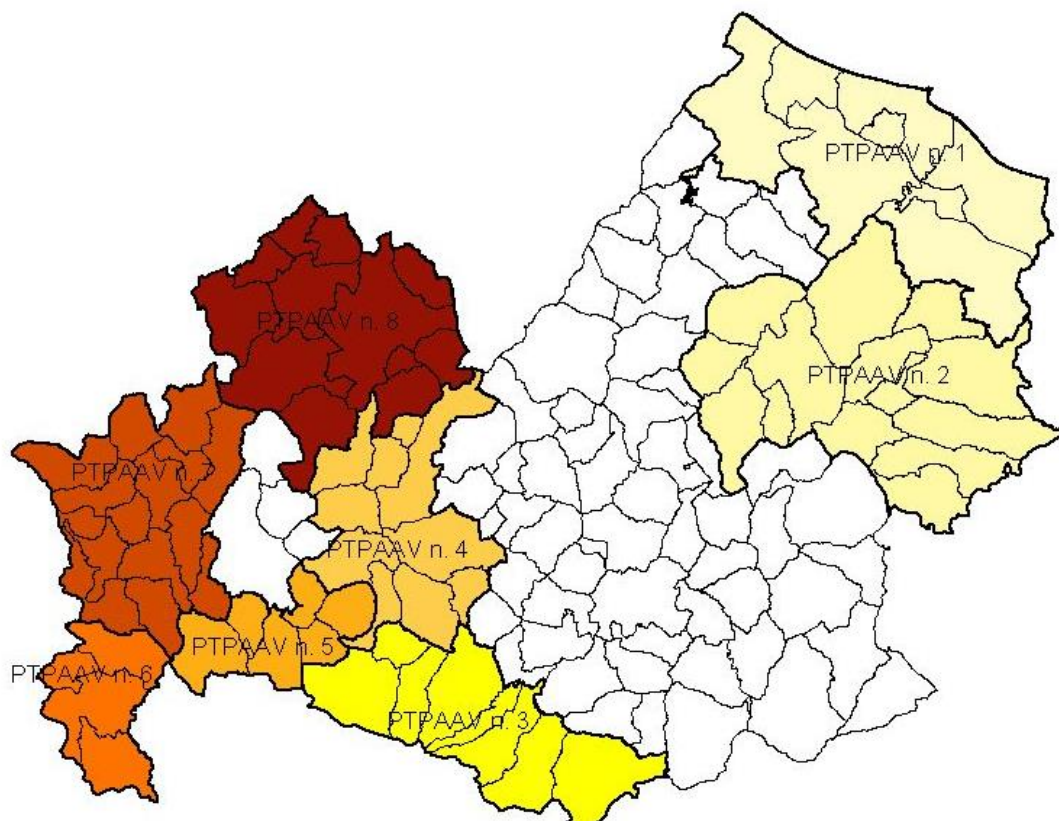 PTPAAV n. 1
PTPAAV n. 8
PTPAAV n. 2
PTPAAV n. 7
PTPAAV n. 4
PTPAAV n. 5
PTPAAV n. 6
PTPAAV n. 3